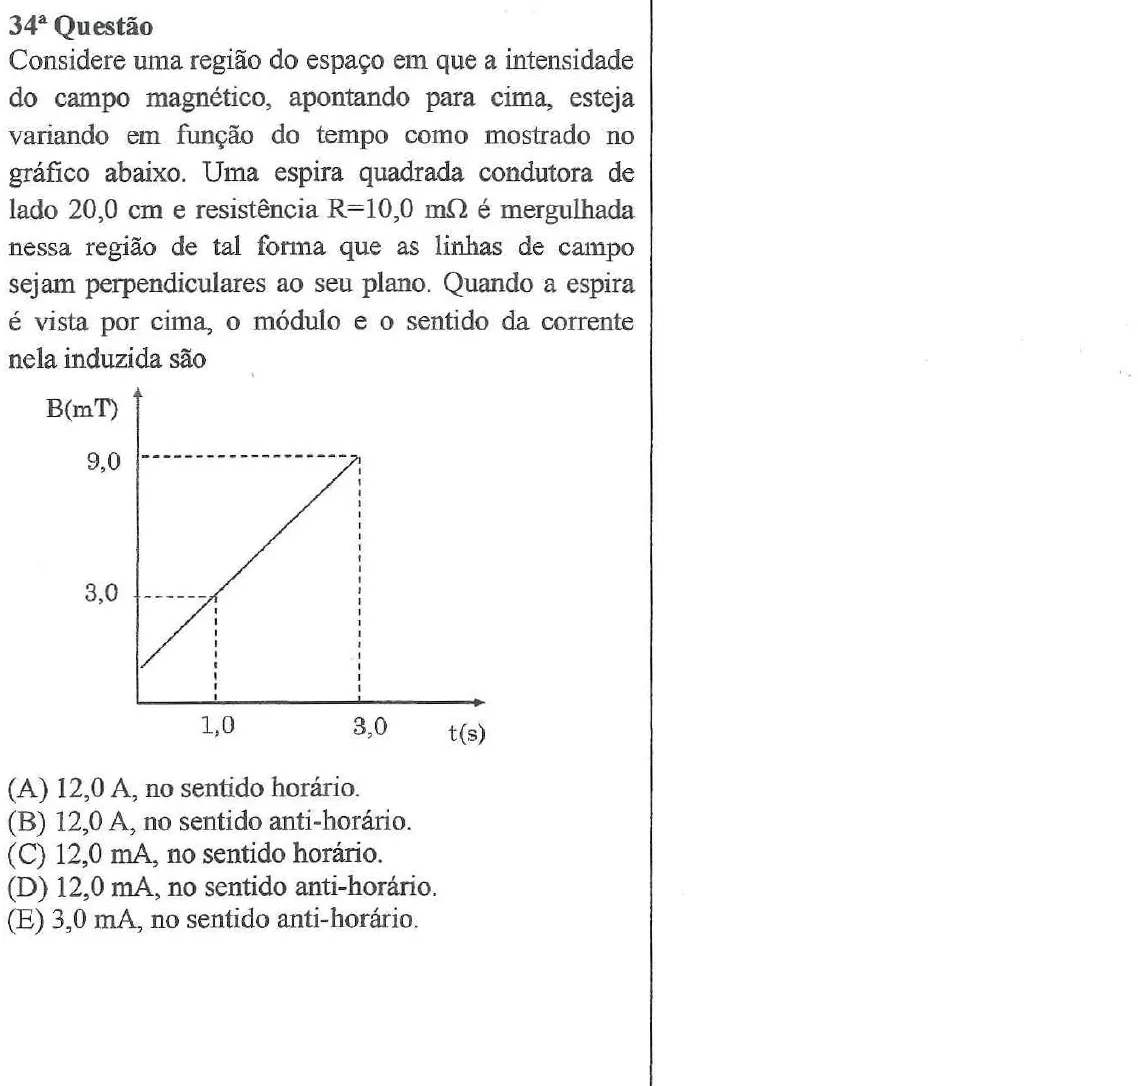 34ª Questão
Considere uma região do espaço em que a intensidade
do campo magnético, apontando para cima, esteja
variando em função do tempo como mostrado no
gráfico abaixo. Uma espira quadrada condutora de
lado 20,0 cm e resistência R=10,0 mΩ é mergulhada
nessa região de tal forma que as linhas de campo
sejam perpendiculares ao seu plano. Quando a espira
é vista por cima, o módulo e o sentido da corrente
nela induzida são
B(mT)
9,0
3,0
1,0 3,0 t(s)
(A) 12,0 A, no sentido horário.
(B) 12,0 A, no sentido anti-horário.
(C) 12,0 mA, no sentido horário.
(D) 12,0 mA, no sentido anti-horário.
(E) 3,0 mA, no sentido anti-horário.